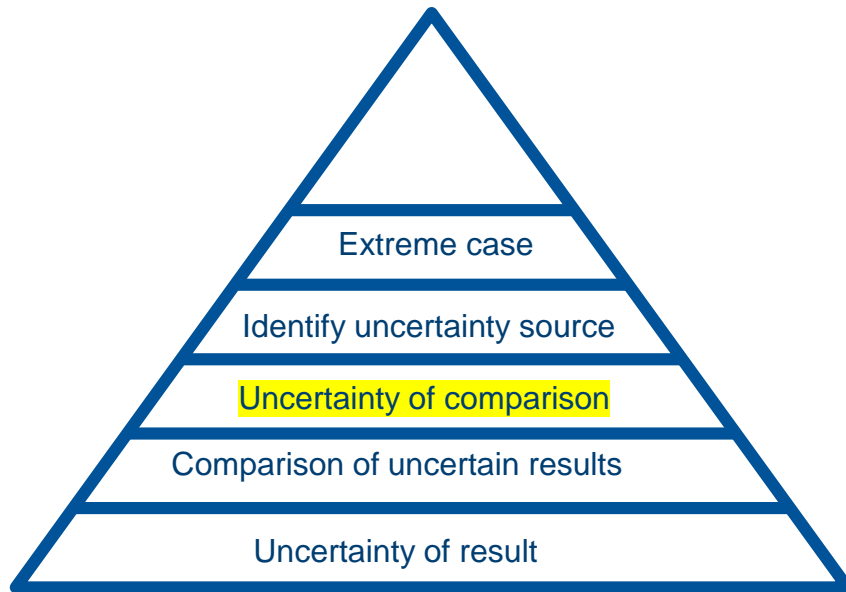 Extreme case
Identify uncertainty source
Uncertainty of comparison
Comparison of uncertain results
Uncertainty of result